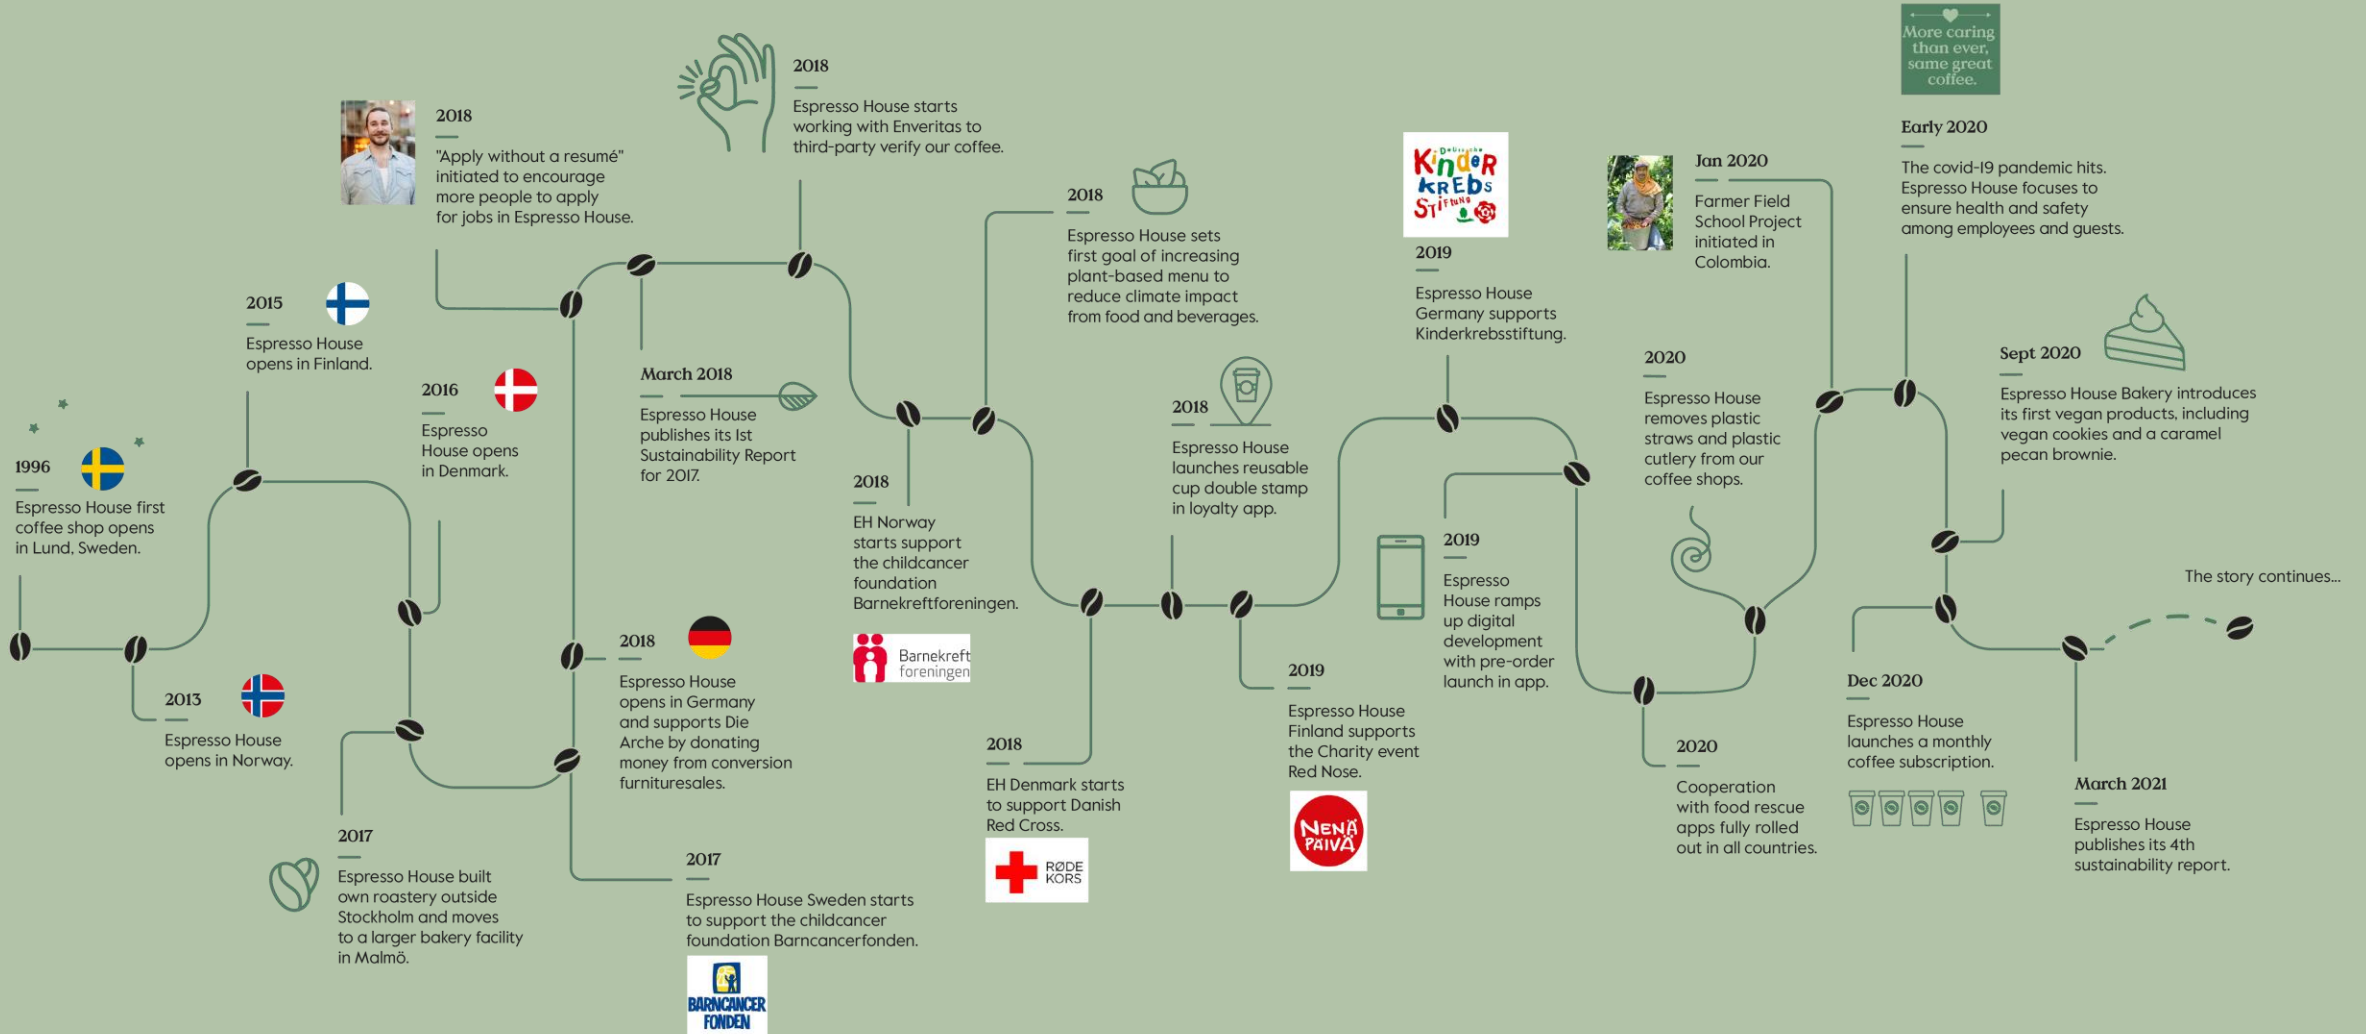 1996
Espresso House first
coffee shop opens
in Lund, Sweden.
2013
Espresso House
opens in Norway.
2015
Espresso House
opens in Finland.
2016
Espresso
House opens
in Denmark.
2017
Espresso House built
own roastery outside
Stockholm and moves
to a larger bakery facility
in Malmö.
2017
Espresso House Sweden starts
to support the childcancer
foundation Barncancerfonden.
BARNCANCER
FONDEN
2018
Espresso House
opens in Germany
and supports Die
Arche by donating
money from conversion
furnituresales.
2018
"Apply without a resumé"
initiated to encourage
more people to apply
for jobs in Espresso House.
March 2018
Espresso House
publishes its 1st
Sustainability Report
for 2017.
2018
Espresso House starts
working with Enveritas to
third-party verify our coffee.
2018
EH Norway
starts support
the childcancer
foundation
Barnekreftforeningen.
Barnekreft
foreningen
2018
Espresso House sets
first goal of increasing
plant-based menu to
reduce climate impact
from food and beverages.
2018
EH Denmark starts
to support Danish
Red Cross.
RØDE
KORS
2018
Espresso House
launches reusable
cup double stamp
in loyalty app.
2019
Espresso House
Finland supports
the Charity event
Red Nose.
NENÄ
PÄIVÄ
Deutsche
KindeR
KREBS
STiFtuNG
2019
Espresso House
Germany supports
Kinderkrebsstiftung.
2019
Espresso
House ramps
up digital
development
with pre-order
launch in app.
2020
Cooperation
with food rescue
apps fully rolled
out in all countries.
2020
Espresso House
removes plastic
straws and plastic
cutlery from our
coffee shops.
Jan 2020
Farmer Field
School Project
initiated in
Colombia.
More caring
than ever,
same great
coffee.
Early 2020
The covid-19 pandemic hits.
Espresso House focuses to
ensure health and safety
among employees and guests.
Sept 2020
Espresso House Bakery introduces
its first vegan products, including
vegan cookies and a caramel
pecan brownie.
Dec 2020
Espresso House
launches a monthly
coffee subscription.
March 2021
Espresso House
publishes its 4th
sustainability report.
The story continues...